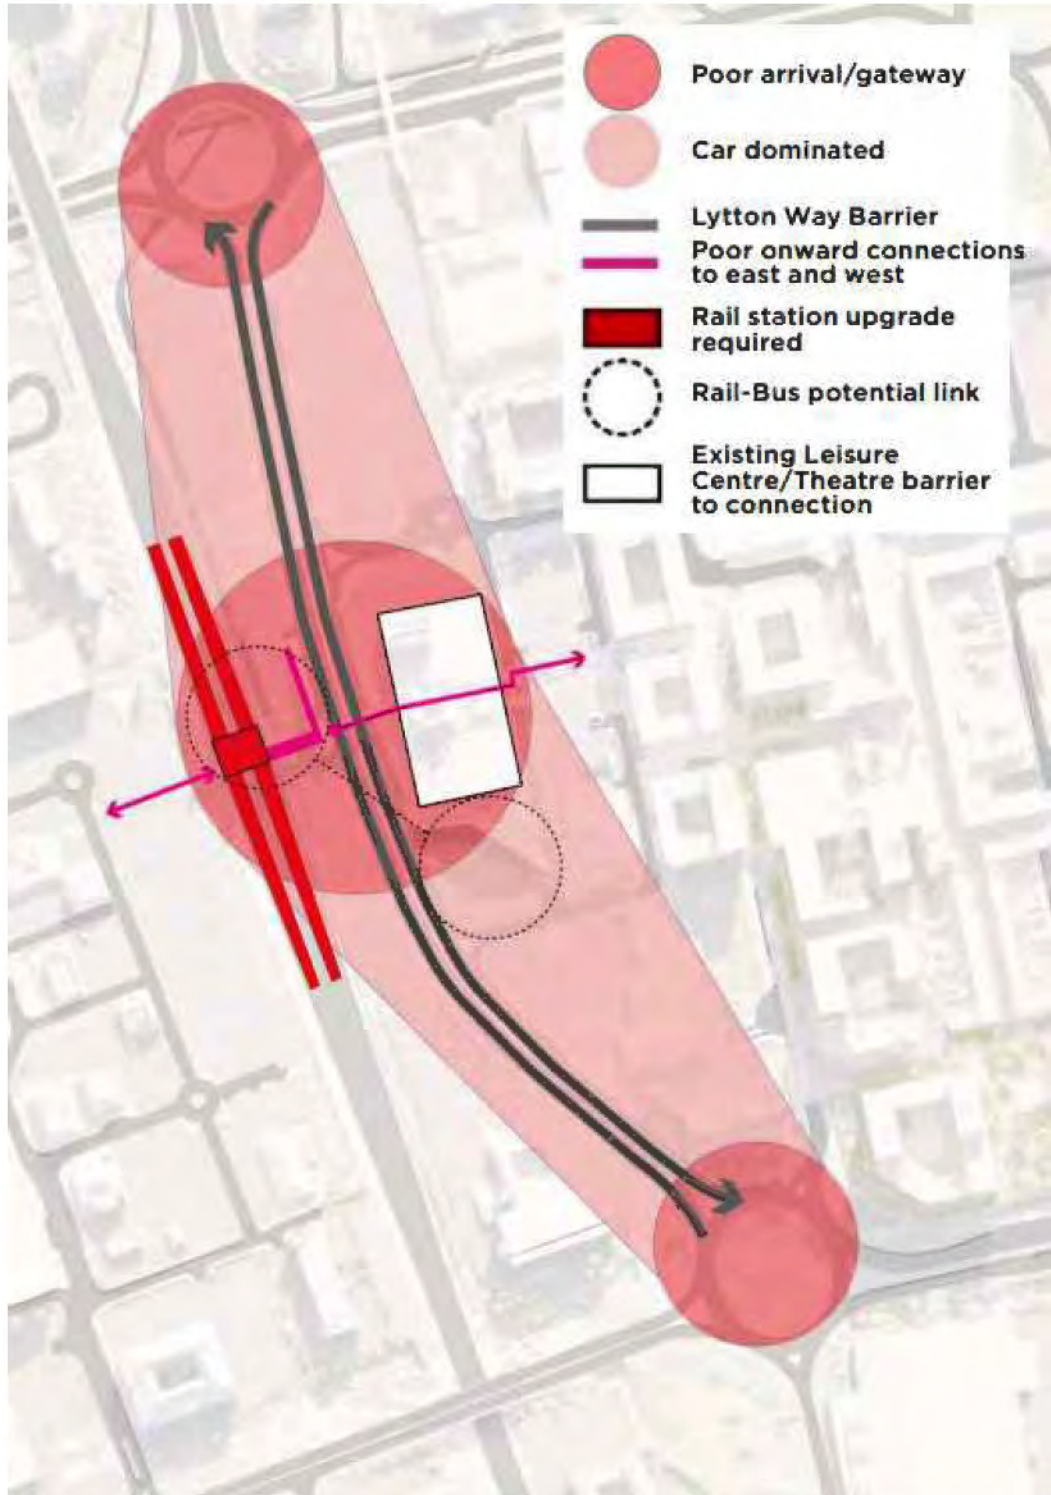 Poor arrival/gateway
Car dominated
Lytton Way Barrier
Poor onward connections
to east and west
Rail station upgrade
required
Rail-Bus potential link
Existing Leisure
Centre/Theatre barrier
to connection